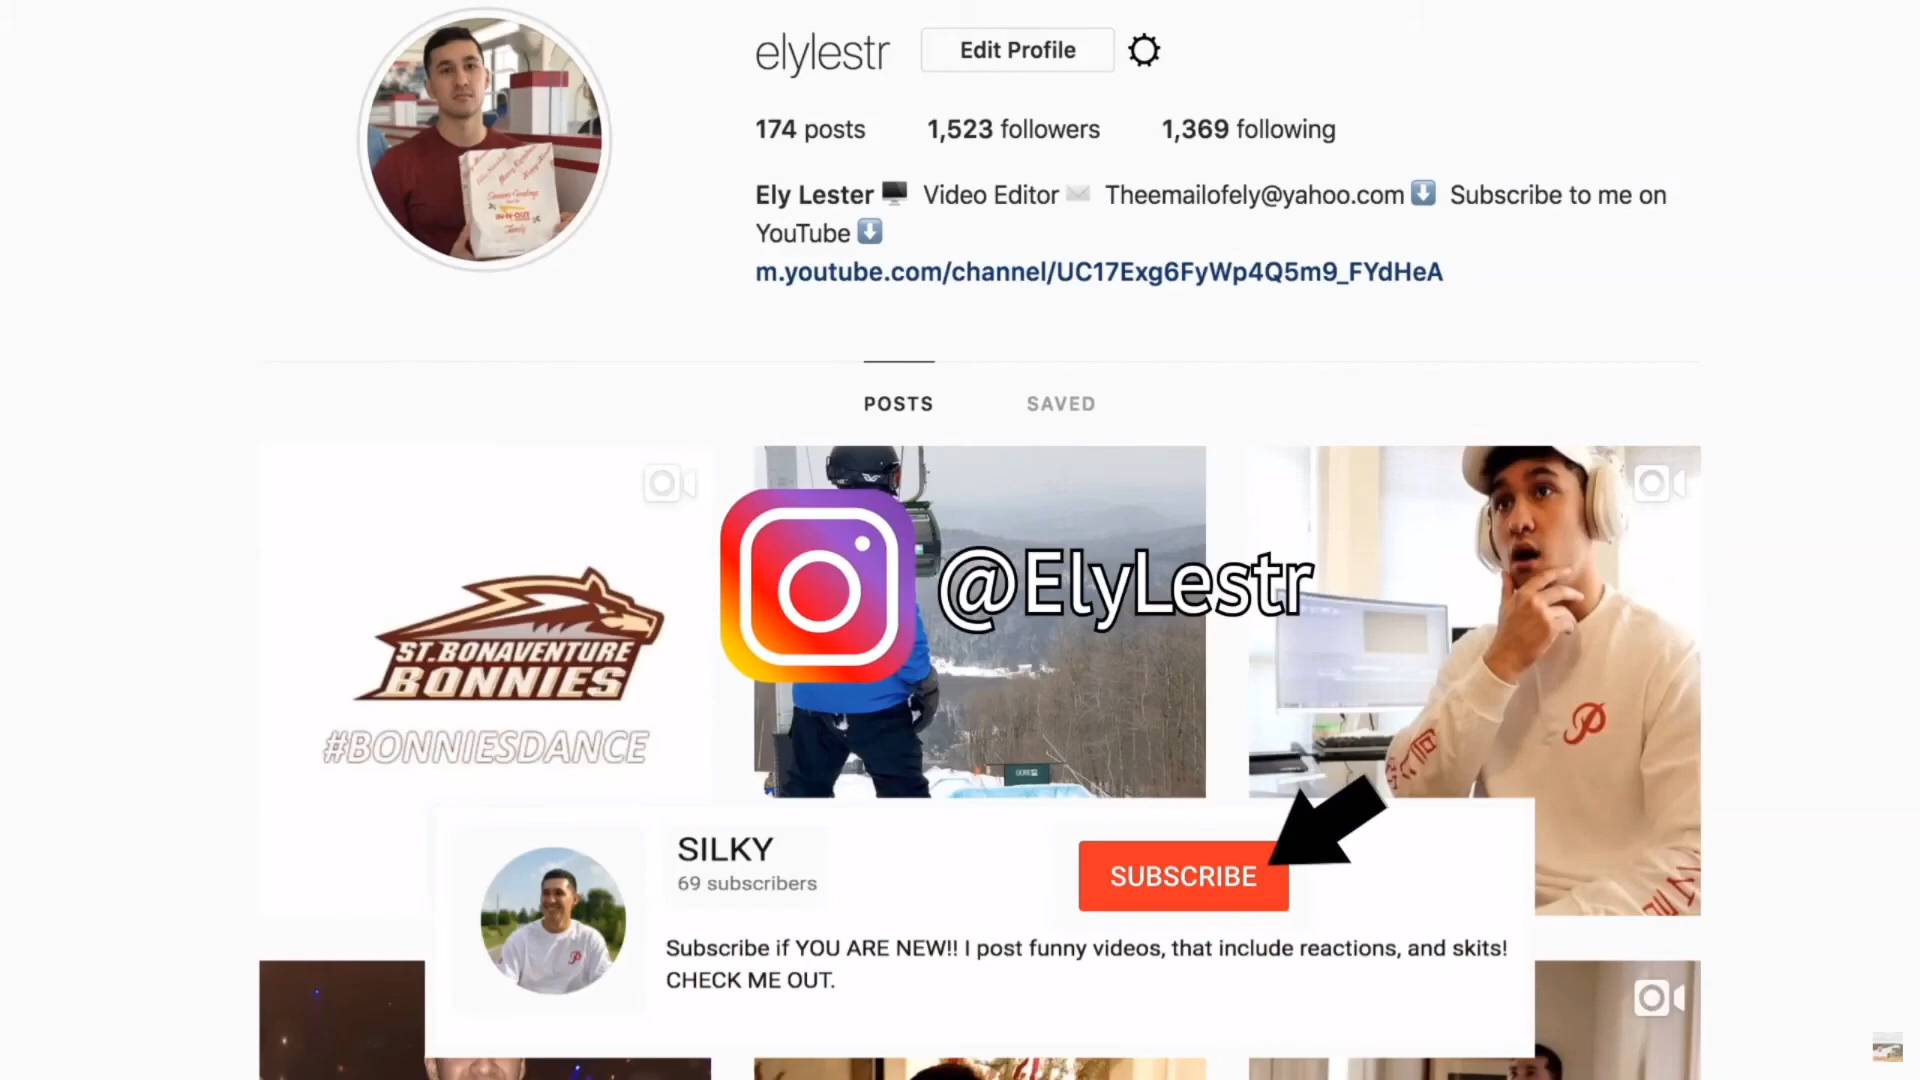 elylestr Edit Profile
174 posts 1,523 followers 1,369 following
Ely Lester 🖥️ Video Editor ✉️ Theemailofely@yahoo.com ⬇️ Subscribe to me on
YouTube ⬇️
m.youtube.com/channel/UC17Exg6FyWp4Q5m9_FYdHeA
POSTS SAVED
@ElyLestr
ST. BONAVENTURE
BONNIES
#BONNIESDANCE
SILKY
69 subscribers
SUBSCRIBE
Subscribe if YOU ARE NEW!! I post funny videos, that include reactions, and skits!
CHECK ME OUT.
IN-N-OUT